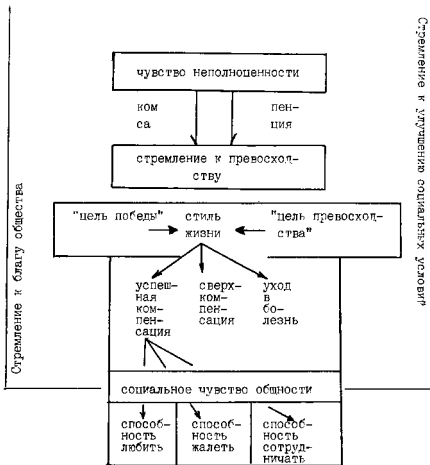 Стремление к благу общества
Стремление к улучшению социальных условий
чувство неполноценности
ком пен-
са ция
стремление к превосход-
ству
"цель победы" стиль "цель превосход-
жизни ства"
успеш- сверх- уход
ная ком- в
ком- пен- бо-
пен- сация лезнь
сация
социальное чувство общности
способ- способ- способ-
ность ность ность
любить жалеть сотруд-
ничать